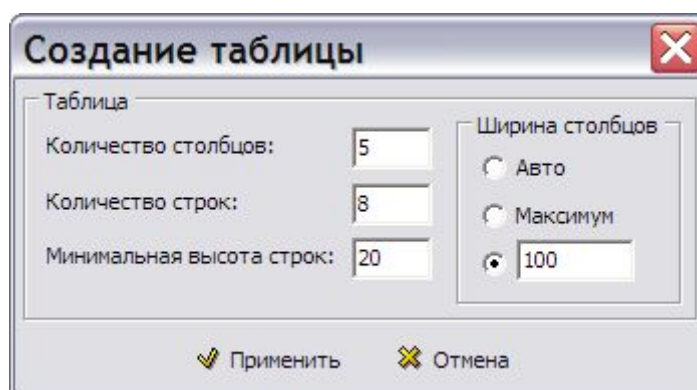 Создание таблицы
Таблица
Количество столбцов: 5
Количество строк: 8
Минимальная высота строк: 20
Ширина столбцов
Авто
Максимум
100
Применить Отмена